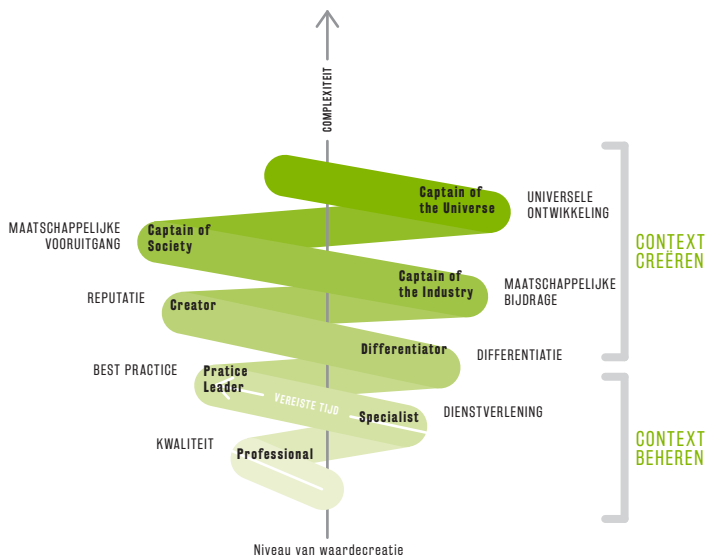 COMPLEXITEIT
Captain of
the Universe
UNIVERSELE
ONTWIKKELING
MAATSCHAPPELIJKE
VOORUITGANG
Captain of
Society
CONTEXT
CREËREN
Captain of
the Industry
MAATSCHAPPELIJKE
BIJDRAGE
REPUTATIE
Creator
Differentiator
DIFFERENTIATIE
BEST PRACTICE
Pratice
Leader
VEREISTE TIJD
Specialist
DIENSTVERLENING
KWALITEIT
Professional
CONTEXT
BEHEREN
Niveau van waardecreatie